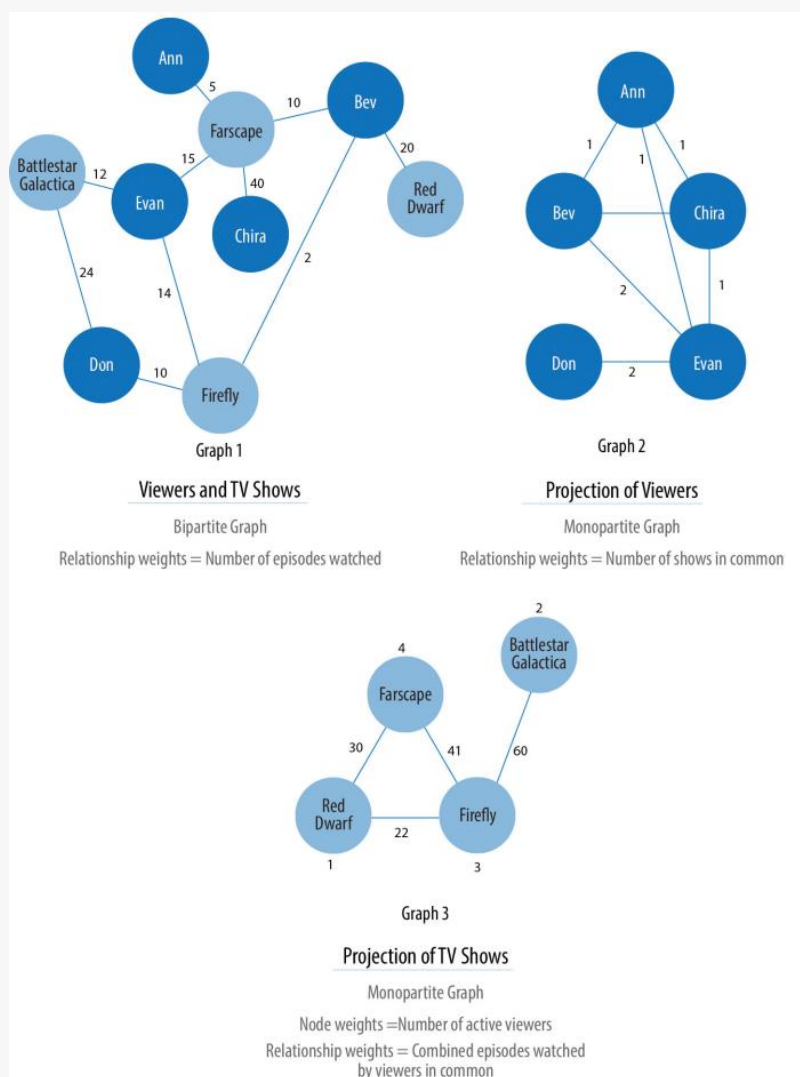 Ann
5
Farscape
10
Bev
Battlestar
Galactica
12
15
20
Evan
40
Red
Dwarf
Chira
24
14
2
Don
10
Firefly
Graph 1
Viewers and TV Shows
Bipartite Graph
Relationship weights = Number of episodes watched
Ann
1
1
1
Bev
Chira
2
1
Don
2
Evan
Graph 2
Projection of Viewers
Monopartite Graph
Relationship weights = Number of shows in common
2
Battlestar
Galactica
4
Farscape
30
41
60
Red
Dwarf
22
Firefly
1
3
Graph 3
Projection of TV Shows
Monopartite Graph
Node weights =Number of active viewers
Relationship weights = Combined episodes watched
by viewers in common